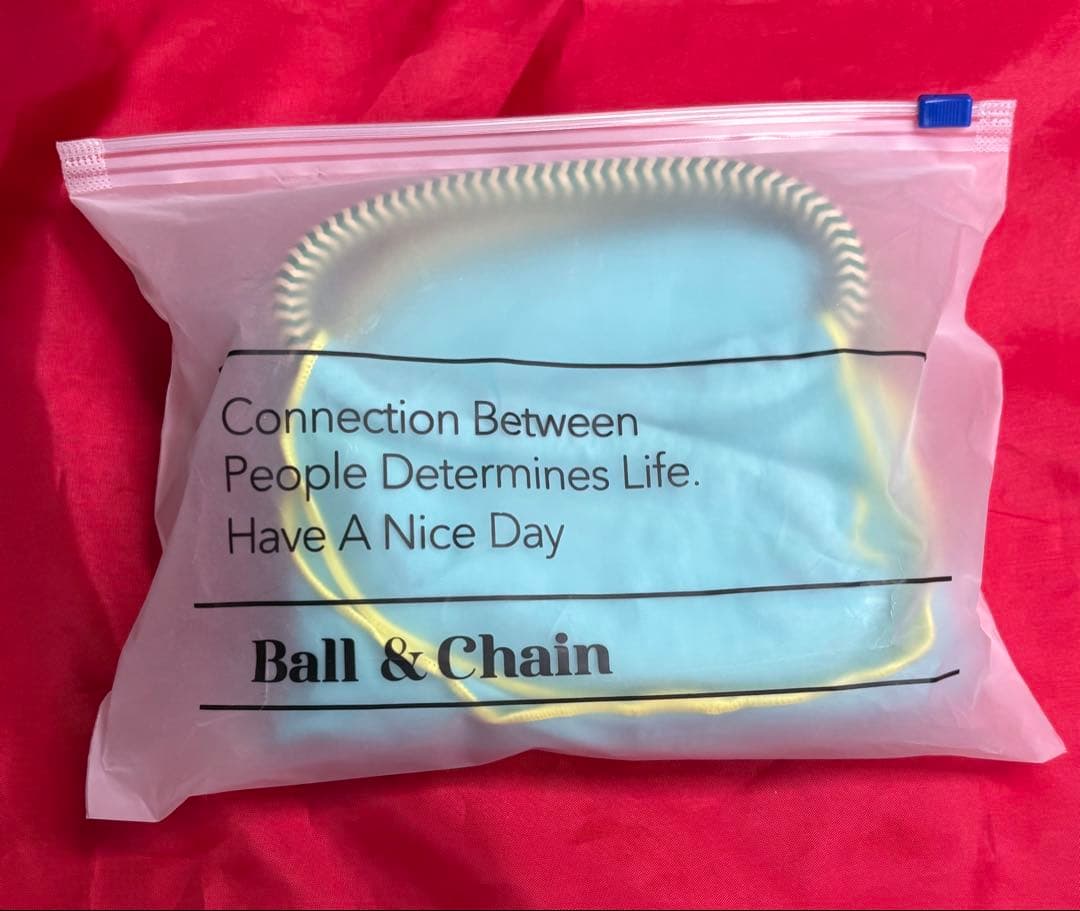 Connection Between
People Determines Life.
Have A Nice Day
Ball & Chain